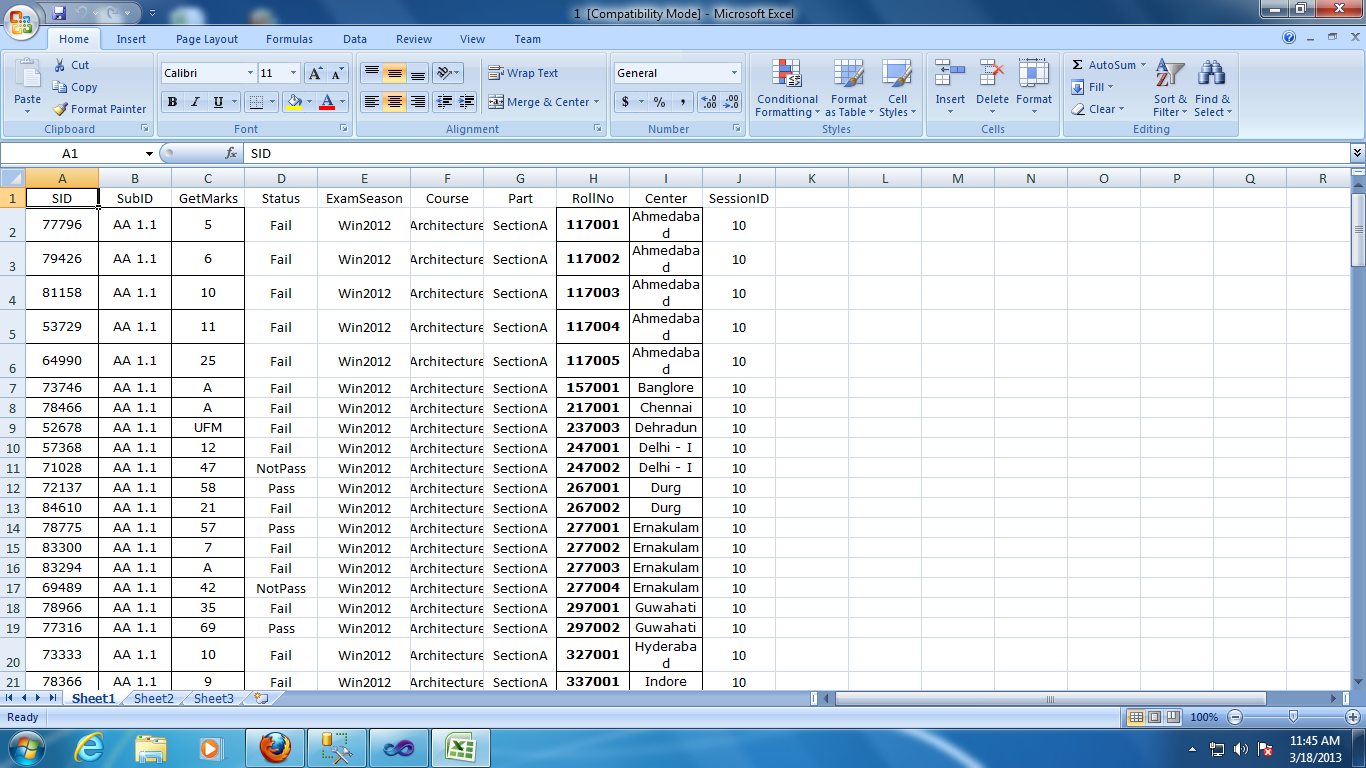 1 [Compatibility Mode] - Microsoft Excel
Home Insert Page Layout Formulas Data Review View Team
Paste Cut Copy Format Painter Clipboard
Calibri 11 A A B I U A Font
Wrap Text Merge & Center Alignment
General $ % , Number
Conditional Formatting Format as Table Cell Styles Styles
Insert Delete Format Cells
Σ AutoSum Fill Clear Sort & Filter Find & Select Editing
A1 fx SID
A B C D E F G H I J K L M N O P Q R
1 SID SubID GetMarks Status ExamSeason Course Part RollNo Center SessionID
2 77796 AA 1.1 5 Fail Win2012 Architecture SectionA 117001 Ahmedabad 10
3 79426 AA 1.1 6 Fail Win2012 Architecture SectionA 117002 Ahmedabad 10
4 81158 AA 1.1 10 Fail Win2012 Architecture SectionA 117003 Ahmedabad 10
5 53729 AA 1.1 11 Fail Win2012 Architecture SectionA 117004 Ahmedabad 10
6 64990 AA 1.1 25 Fail Win2012 Architecture SectionA 117005 Ahmedabad 10
7 73746 AA 1.1 A Fail Win2012 Architecture SectionA 157001 Banglore 10
8 78466 AA 1.1 A Fail Win2012 Architecture SectionA 217001 Chennai 10
9 52678 AA 1.1 UFM Fail Win2012 Architecture SectionA 237003 Dehradun 10
10 57368 AA 1.1 12 Fail Win2012 Architecture SectionA 247001 Delhi - I 10
11 71028 AA 1.1 47 NotPass Win2012 Architecture SectionA 247002 Delhi - I 10
12 72137 AA 1.1 58 Pass Win2012 Architecture SectionA 267001 Durg 10
13 84610 AA 1.1 21 Fail Win2012 Architecture SectionA 267002 Durg 10
14 78775 AA 1.1 57 Pass Win2012 Architecture SectionA 277001 Ernakulam 10
15 83300 AA 1.1 7 Fail Win2012 Architecture SectionA 277002 Ernakulam 10
16 83294 AA 1.1 A Fail Win2012 Architecture SectionA 277003 Ernakulam 10
17 69489 AA 1.1 42 NotPass Win2012 Architecture SectionA 277004 Ernakulam 10
18 78966 AA 1.1 35 Fail Win2012 Architecture SectionA 297001 Guwahati 10
19 77316 AA 1.1 69 Pass Win2012 Architecture SectionA 297002 Guwahati 10
20 73333 AA 1.1 10 Fail Win2012 Architecture SectionA 327001 Hyderabad 10
21 78366 AA 1.1 9 Fail Win2012 Architecture SectionA 337001 Indore 10
Sheet1 Sheet2 Sheet3
Ready 100%
11:45 AM
3/18/2013